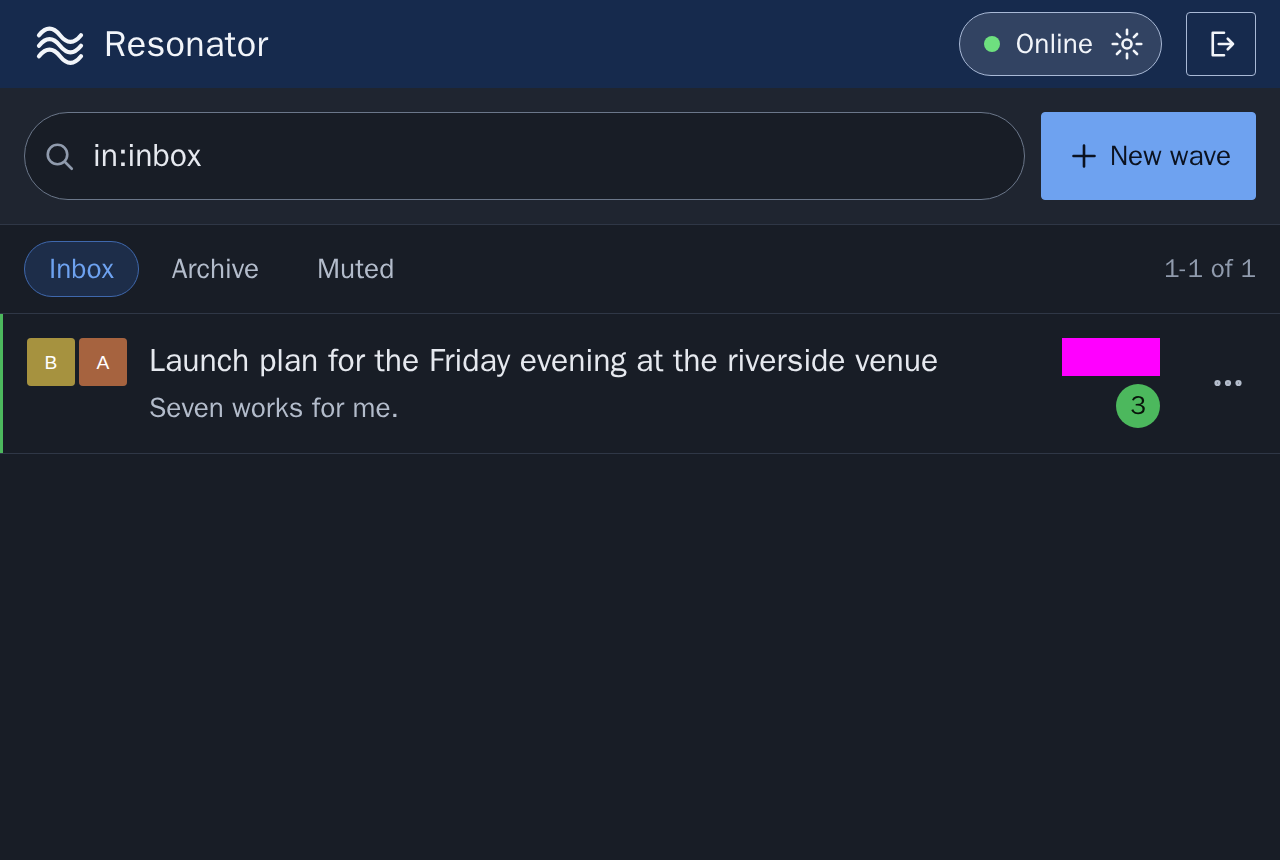 Resonator
Online
in:inbox
New wave
Inbox
Archive
Muted
1-1 of 1
B
A
Launch plan for the Friday evening at the riverside venue
Seven works for me.
3